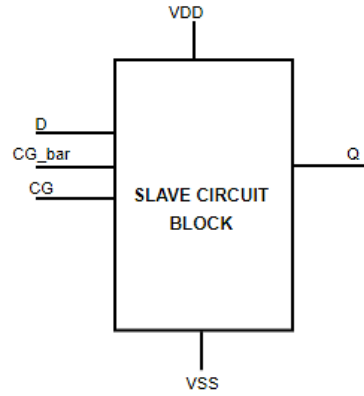 VDD
D
CG_bar
CG
Q
SLAVE CIRCUIT
BLOCK
VSS